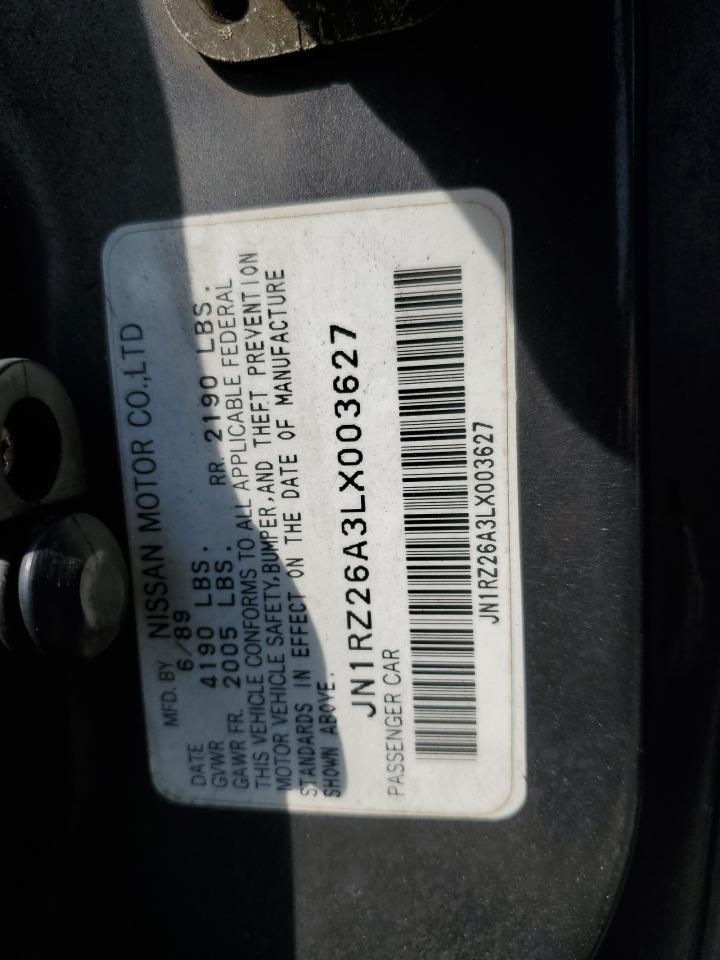 MFD. BY NISSAN MOTOR CO.,LTD
DATE 6/89
GVWR 4190 LBS.
GAWR FR. 2005 LBS. RR. 2190 LBS.
THIS VEHICLE CONFORMS TO ALL APPLICABLE FEDERAL
MOTOR VEHICLE SAFETY,BUMPER,AND THEFT PREVENTION
STANDARDS IN EFFECT ON THE DATE OF MANUFACTURE
SHOWN ABOVE.
JN1RZ26A3LX003627
PASSENGER CAR
JN1RZ26A3LX003627